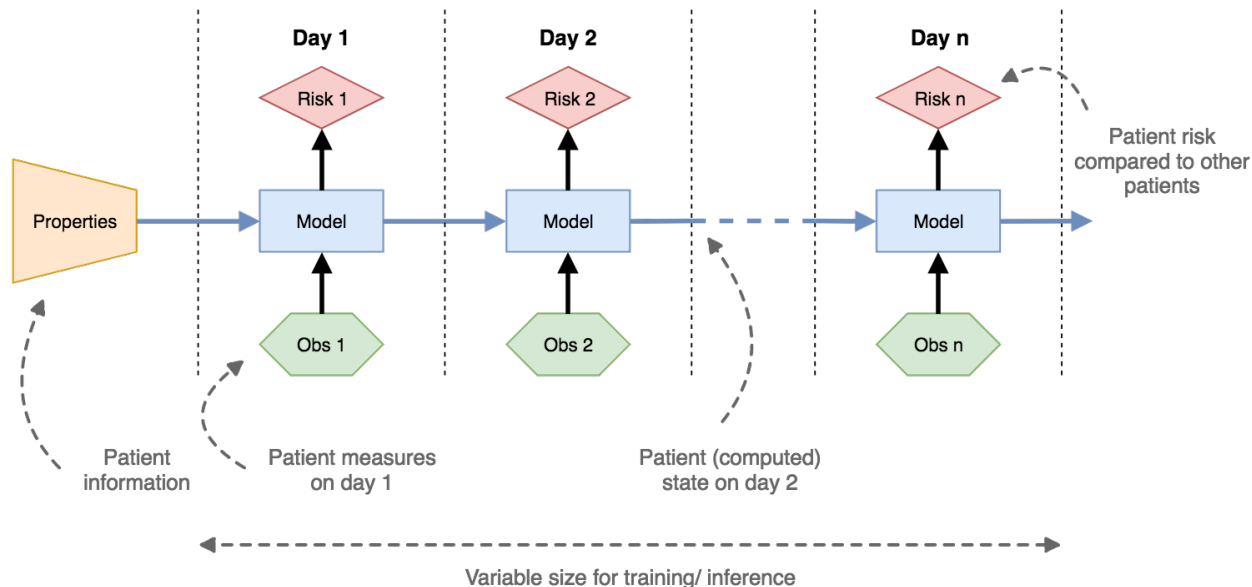 Day 1
Day 2
Day n
Risk 1
Risk 2
Risk n
Patient risk
compared to other
patients
Properties
Model
Model
Model
Obs 1
Obs 2
Obs n
Patient
information
Patient measures
on day 1
Patient (computed)
state on day 2
Variable size for training/ inference